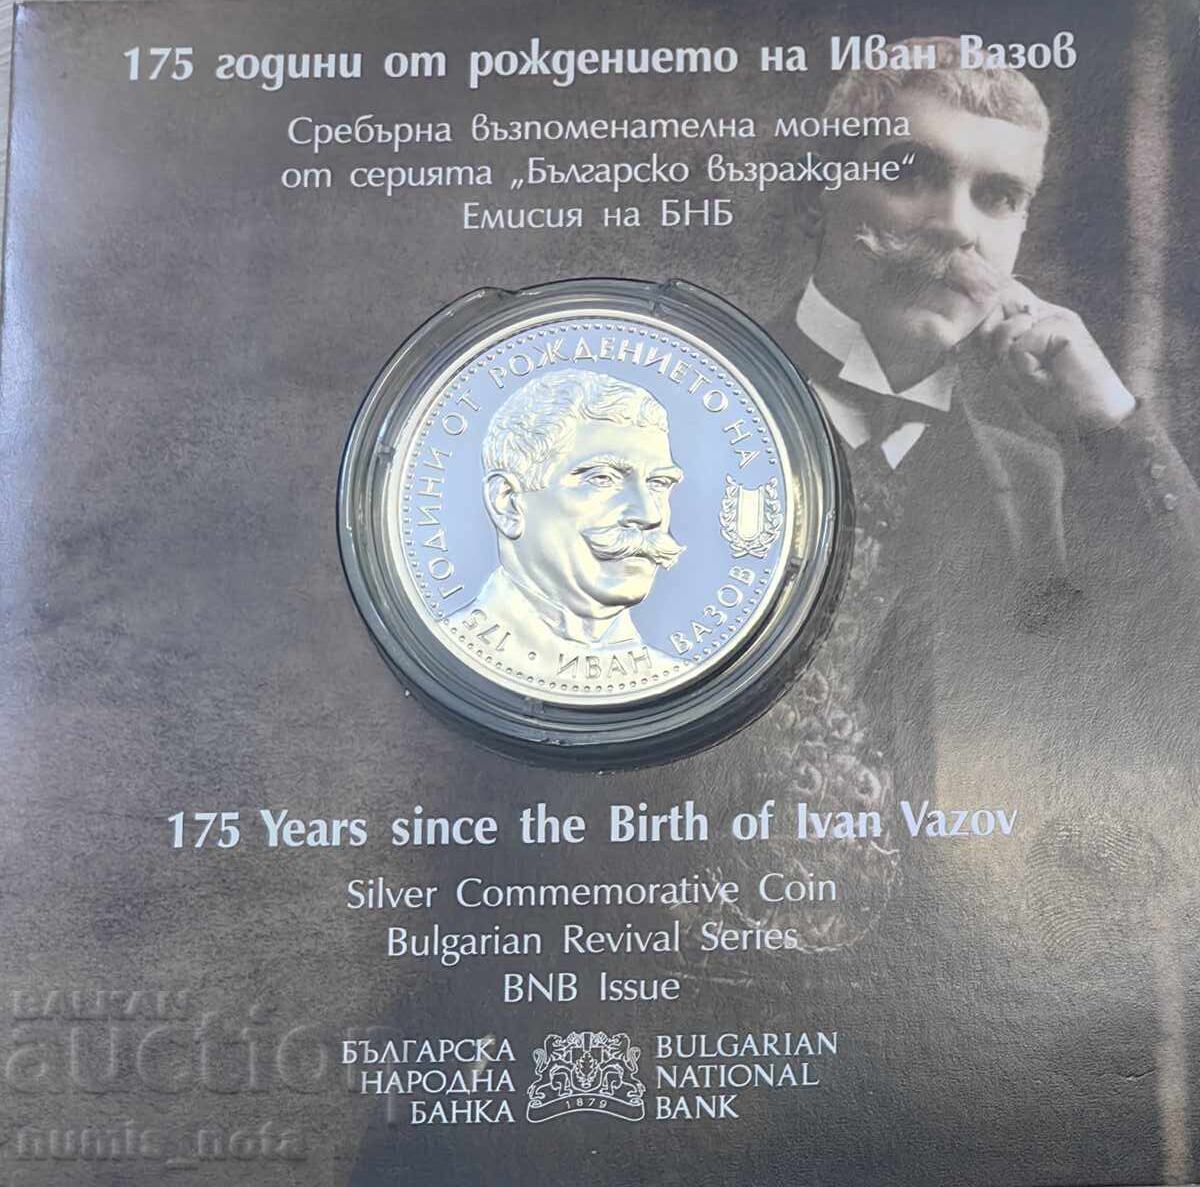 175 години от рождението на Иван Вазов
Сребърна възпоменателна монета
от серията „Българско възраждане“
Емисия на БНБ
175 ГОДИНИ ОТ РОЖДЕНИЕТО НА
ИВАН ВАЗОВ
175 Years since the Birth of Ivan Vazov
Silver Commemorative Coin
Bulgarian Revival Series
BNB Issue
БЪЛГАРСКА
НАРОДНА
БАНКА
1879
BULGARIAN
NATIONAL
BANK
БАЛКАН
auction
numis_nota